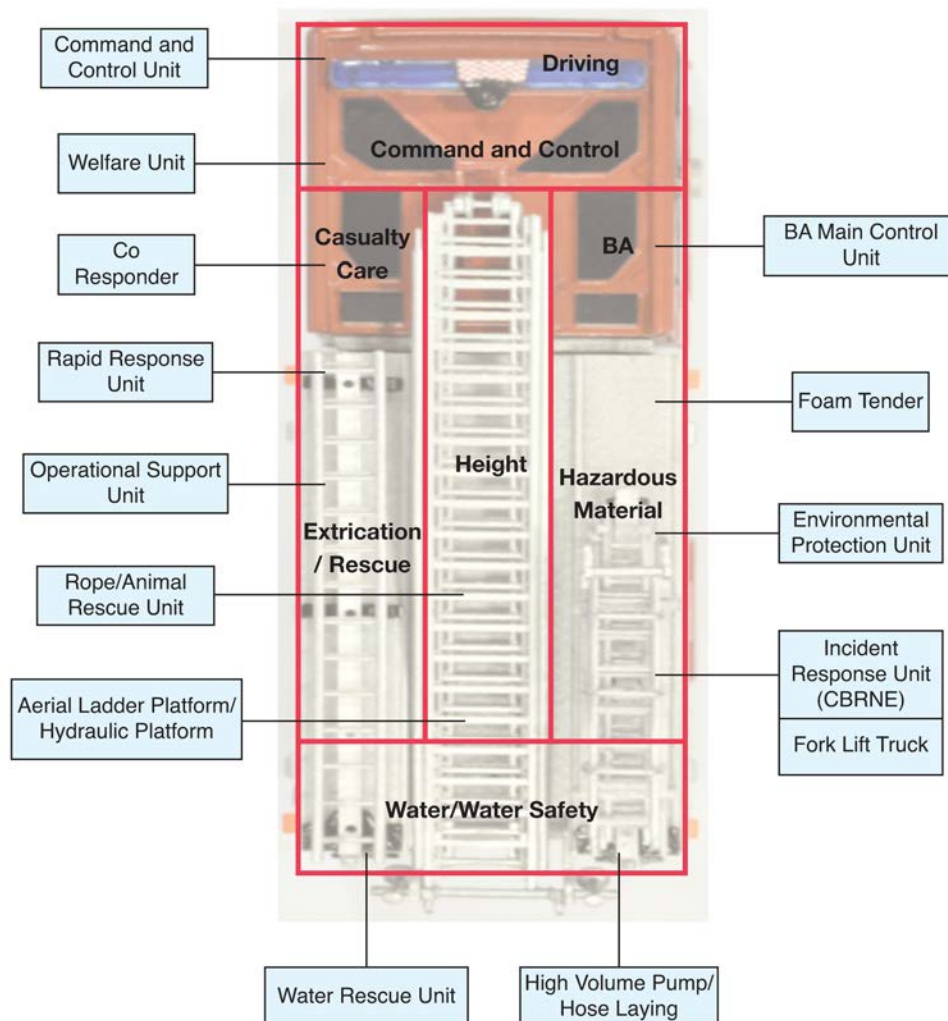 Command and
Control Unit
Driving
Welfare Unit
Command and Control
Casualty
Care
BA
BA Main Control
Unit
Co
Responder
Rapid Response
Unit
Foam Tender
Operational Support
Unit
Height
Hazardous
Material
Extrication
/ Rescue
Environmental
Protection Unit
Rope/Animal
Rescue Unit
Incident
Response Unit
(CBRNE)
Fork Lift Truck
Aerial Ladder Platform/
Hydraulic Platform
Water/Water Safety
Water Rescue Unit
High Volume Pump/
Hose Laying